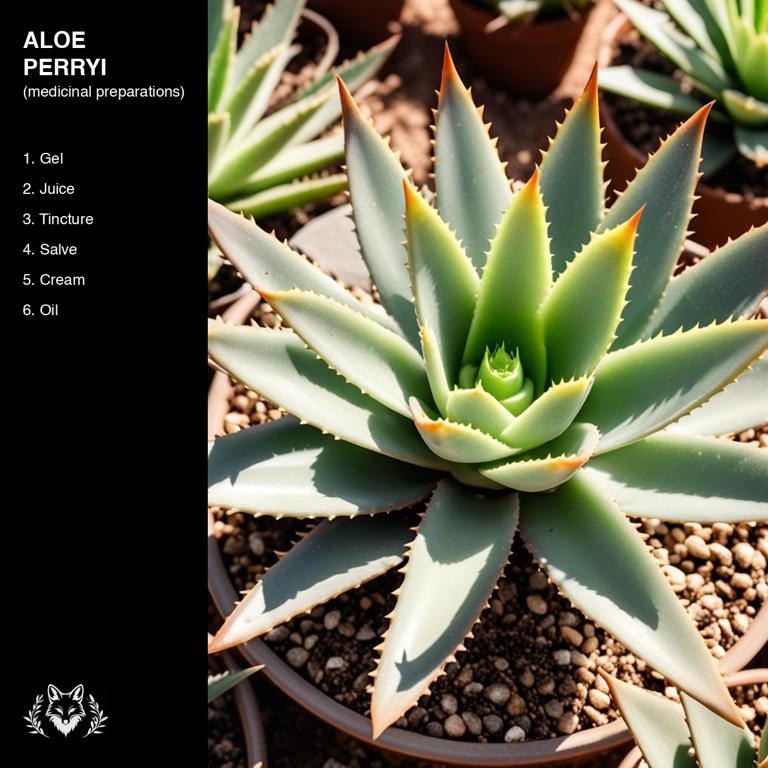 ALOE
PERRYI
(medicinal preparations)
1. Gel
2. Juice
3. Tincture
4. Salve
5. Cream
6. Oil